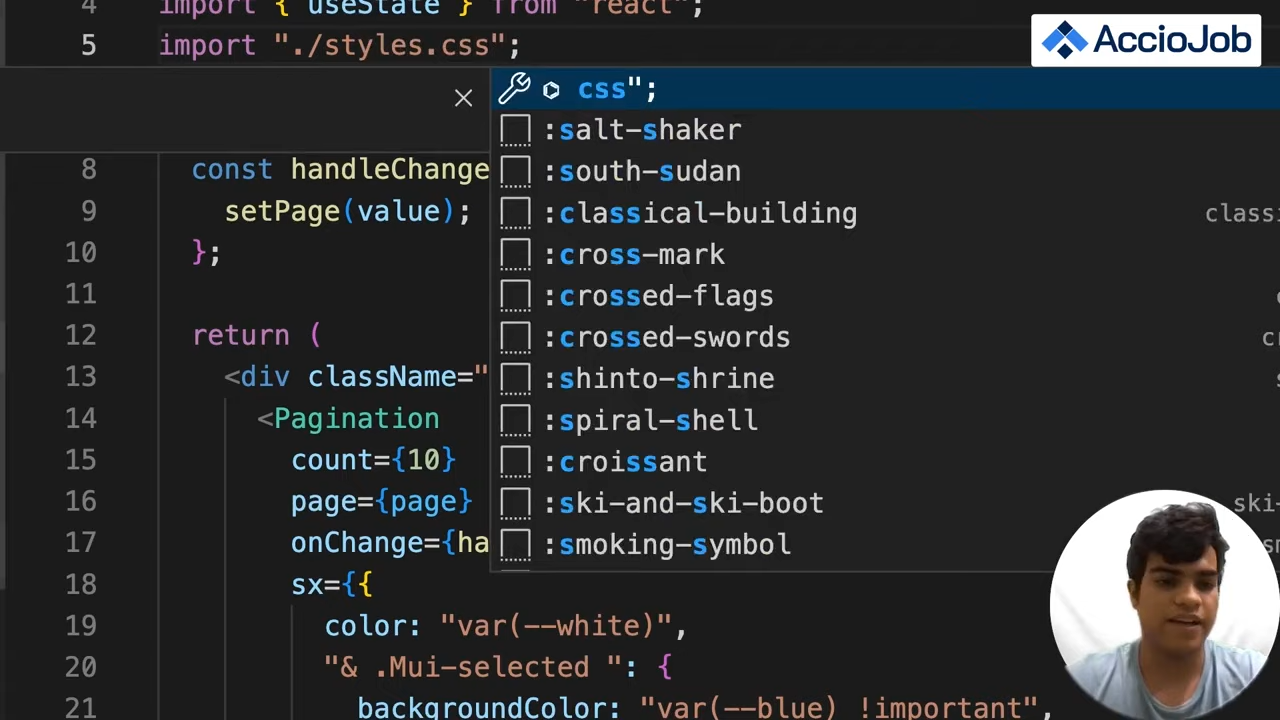 4 import { useState } from "react";
AccioJob
5 import "./styles.css";
css";
:salt-shaker
8 const handleChange
:south-sudan
9 setPage(value);
:classical-building
10 };
:cross-mark
11
:crossed-flags
12 return (
:crossed-swords
13 <div className="
:shinto-shrine
14 <Pagination
:spiral-shell
15 count={10}
:croissant
16 page={page}
:ski-and-ski-boot
ski-
17 onChange={ha
:smoking-symbol
18 sx={{
19 color: "var(--white)",
20 "& .Mui-selected ": {
21 backgroundColor: "var(--blue) !important",